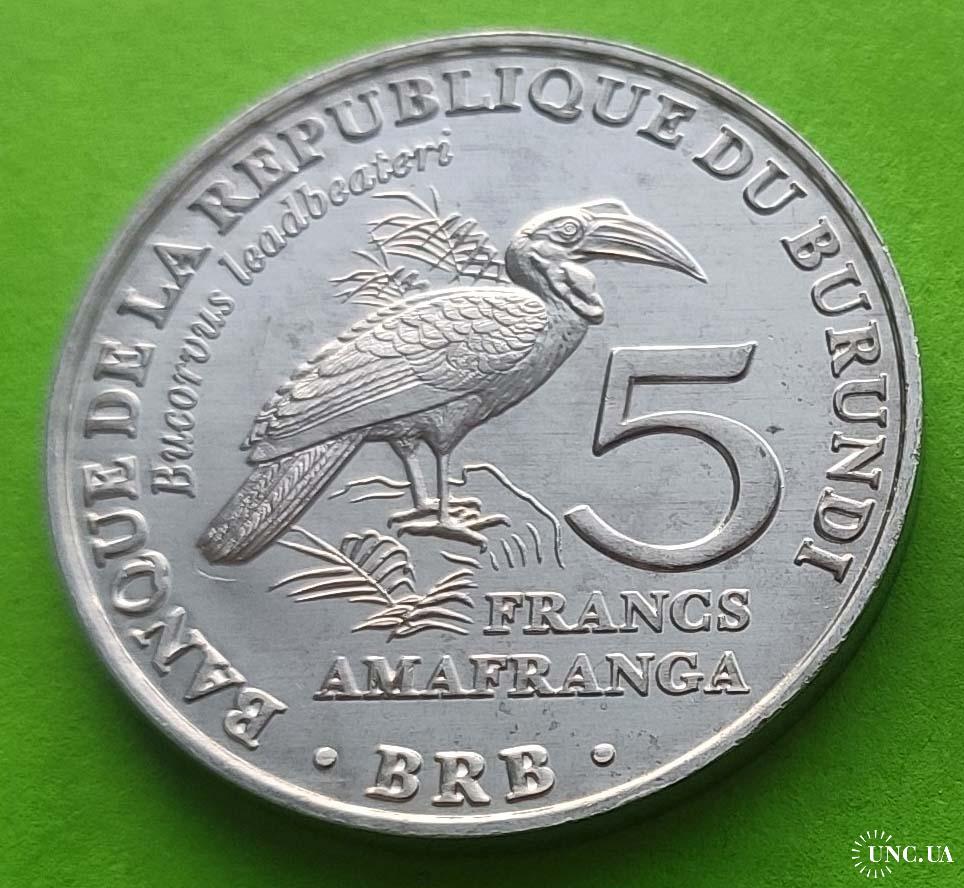 BANQUE DE LA REPUBLIQUE DU BURUNDI
Bucorvus leadbeateri
5
FRANCS
AMAFRANGA
· BRB ·
UNC.UA